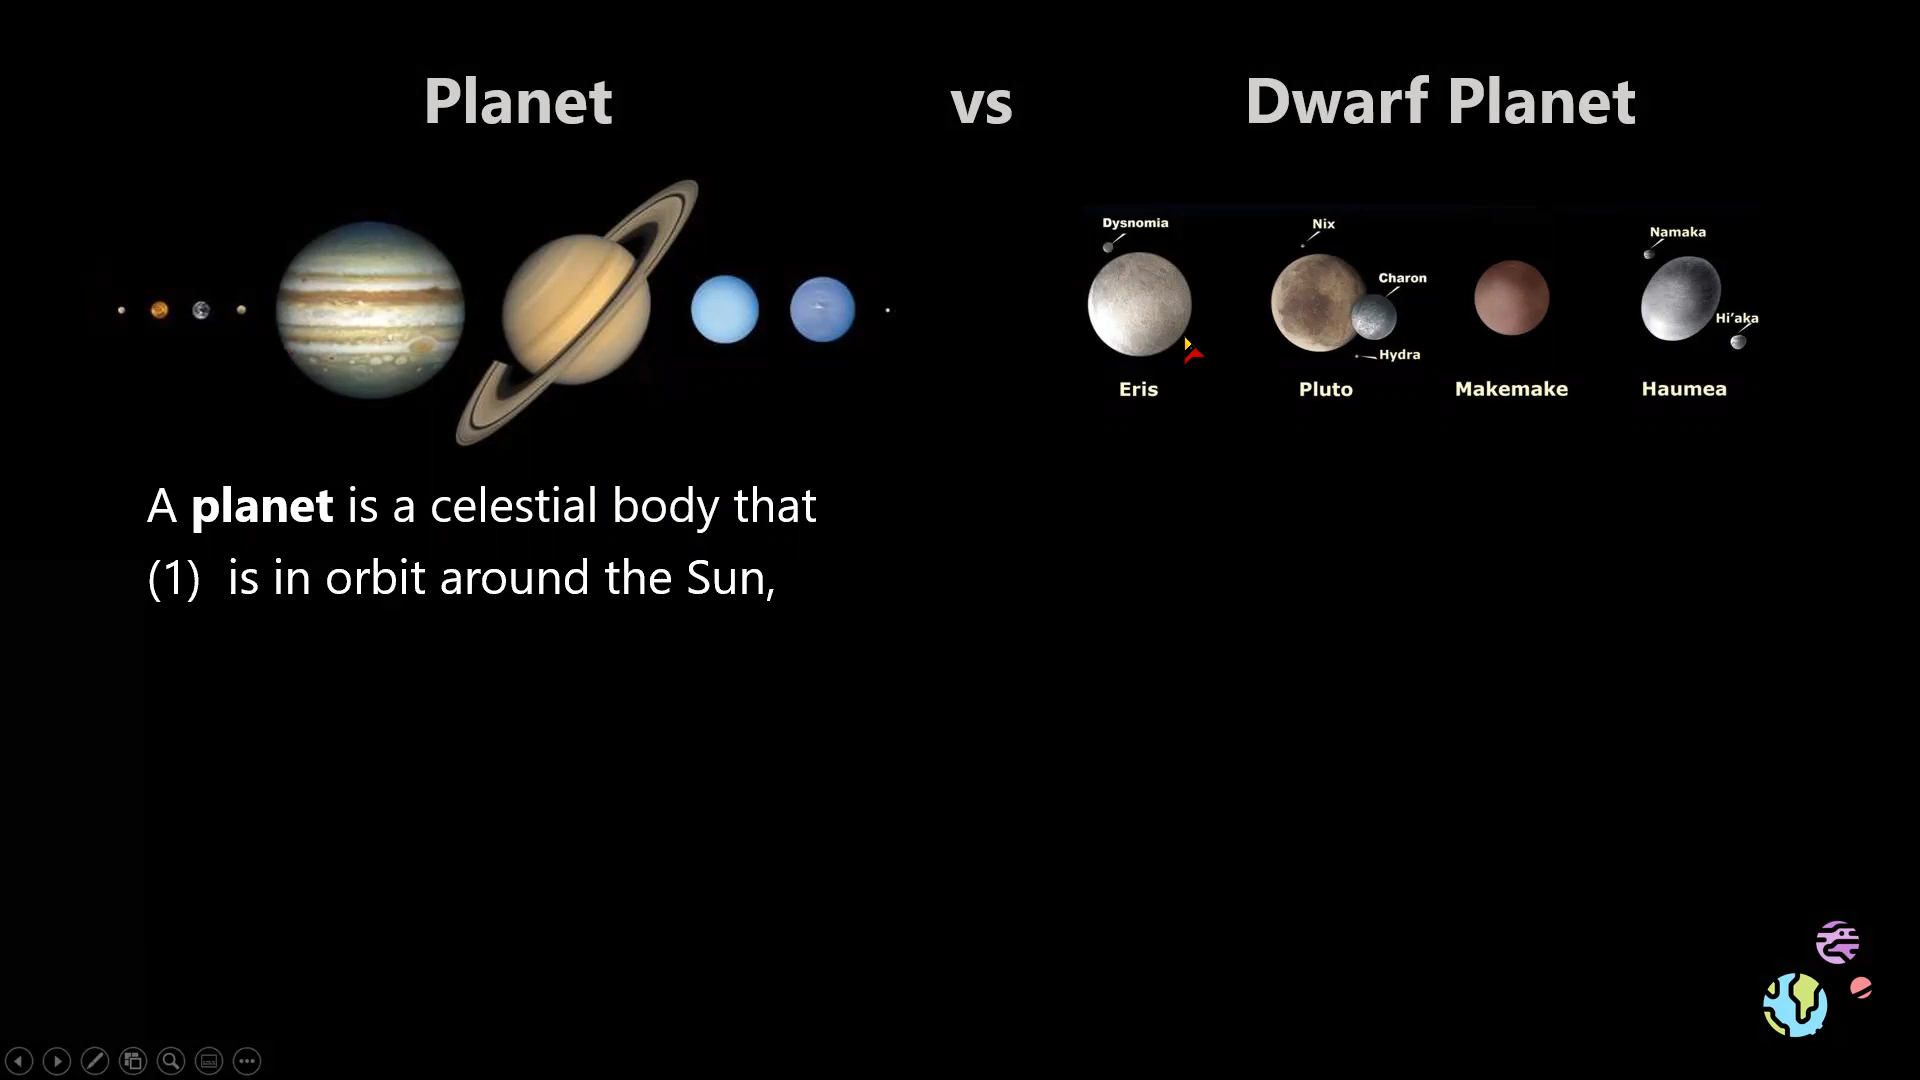 Planet vs Dwarf Planet
Dysnomia
Nix
Namaka
Charon
Hi'aka
Hydra
Eris
Pluto
Makemake
Haumea
A planet is a celestial body that
(1) is in orbit around the Sun,